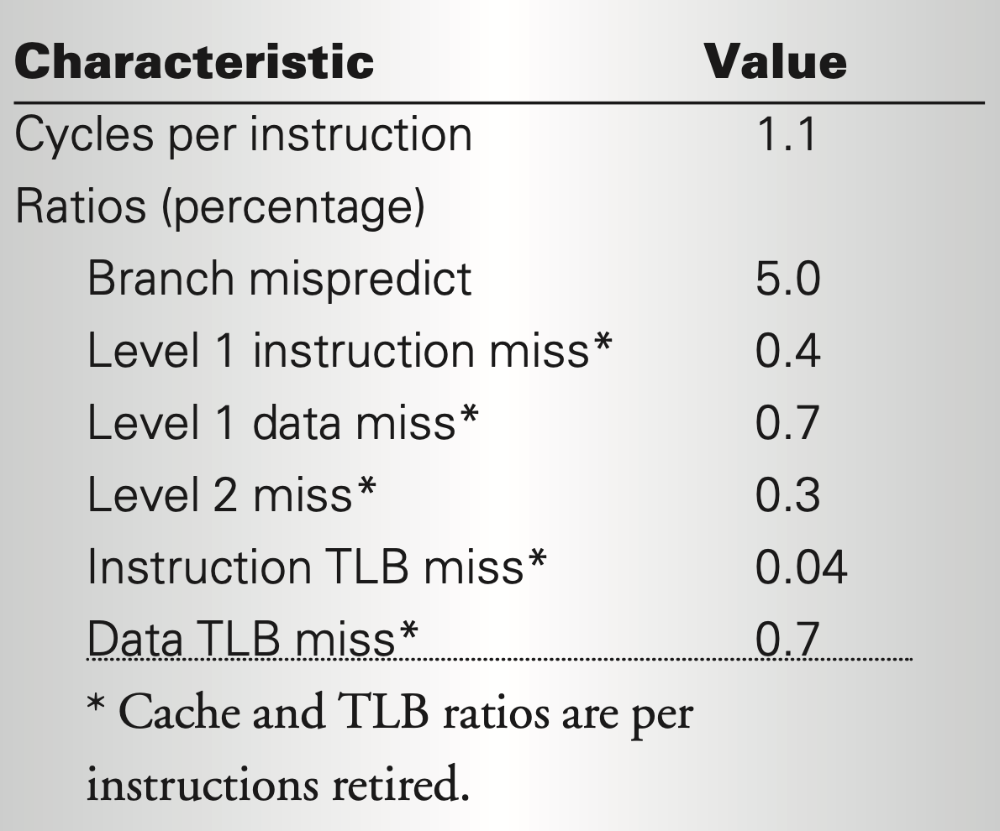 Characteristic Value
Cycles per instruction 1.1
Ratios (percentage)
Branch mispredict 5.0
Level 1 instruction miss* 0.4
Level 1 data miss* 0.7
Level 2 miss* 0.3
Instruction TLB miss* 0.04
Data TLB miss* 0.7
* Cache and TLB ratios are per
instructions retired.